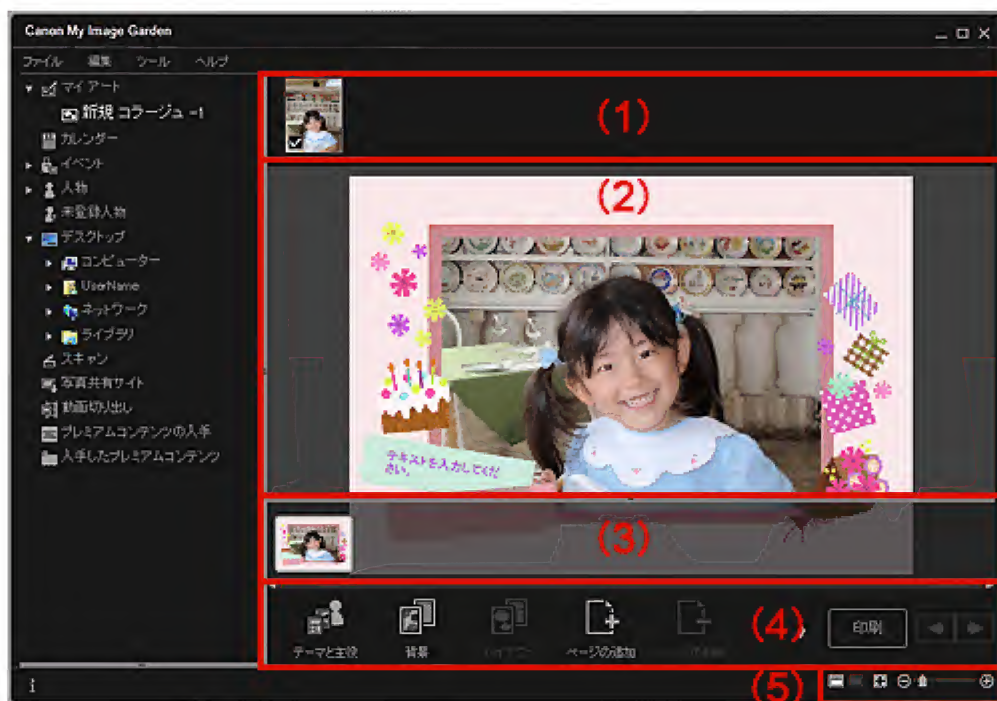 Canon My Image Garden
ファイル 編集 ツール ヘルプ
マイ アート
新規 コラージュ -1
カレンダー
イベント
人物
未登録人物
デスクトップ
コンピューター
UserName
ネットワーク
ライブラリ
スキャン
写真共有サイト
動画切り出し
プレミアムコンテンツの入手
入手したプレミアムコンテンツ
(1)
(2)
テキストを入力してくだ
さい。
(3)
テーマと主役 背景 レイアウト ページの追加
(4)
印刷
(5)